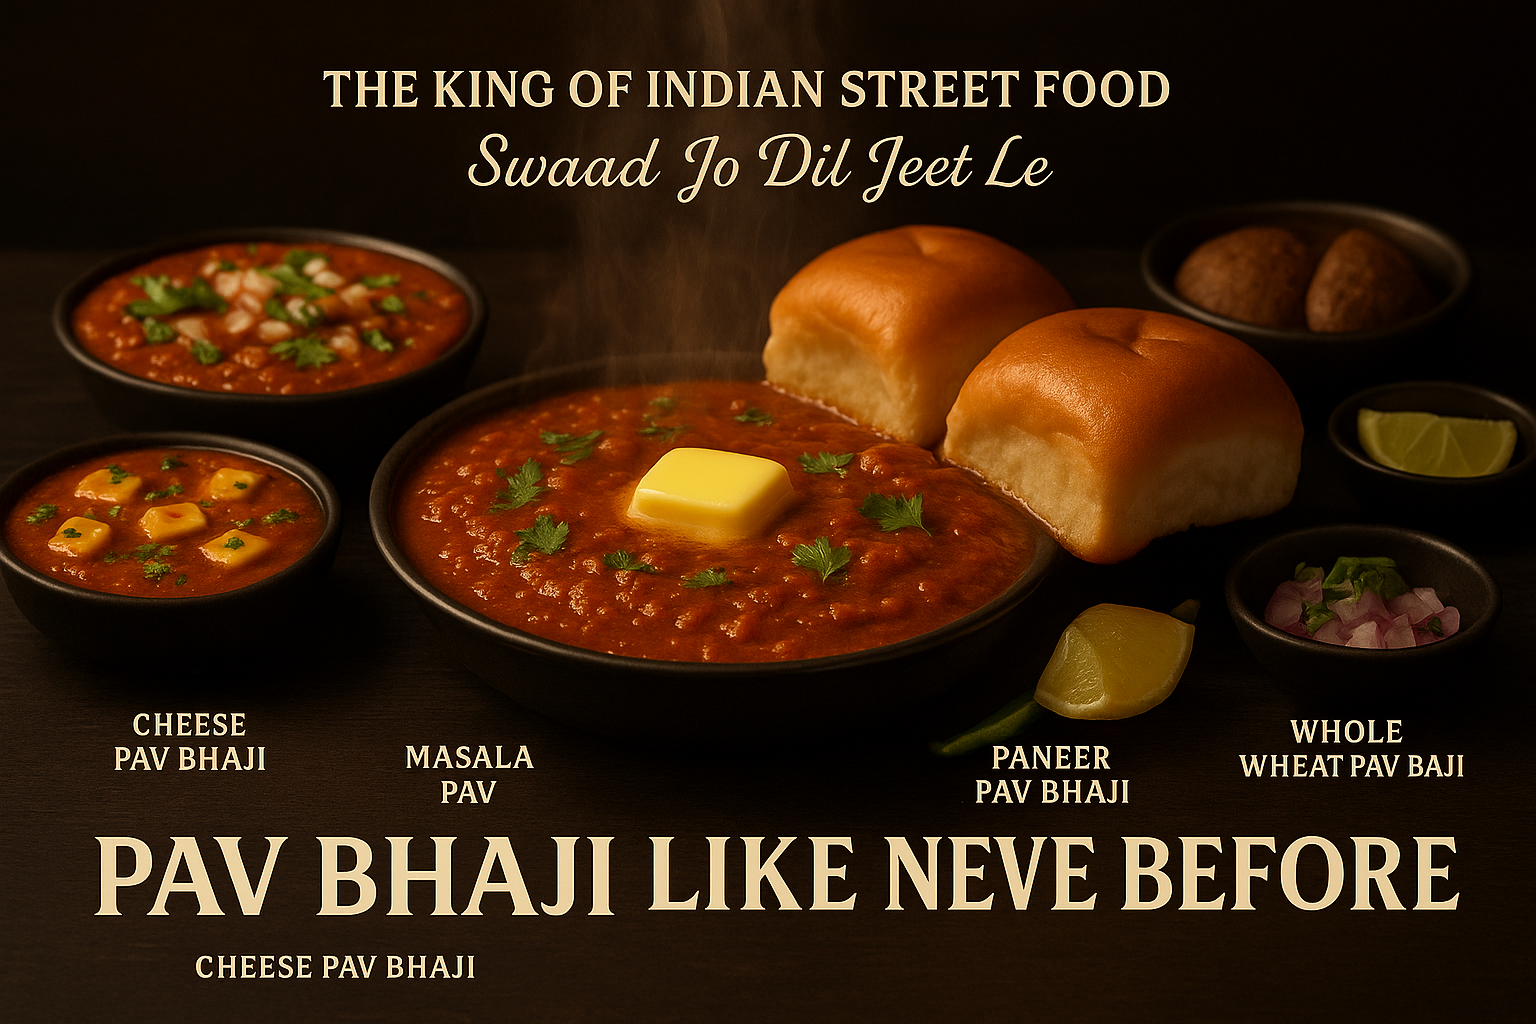 THE KING OF INDIAN STREET FOOD
Swaad Jo Dil Jeet Le
CHEESE
PAV BHAJI
MASALA
PAV
PANEER
PAV BHAJI
WHOLE
WHEAT PAV BAJI
PAV BHAJI LIKE NEVE BEFORE
CHEESE PAV BHAJI